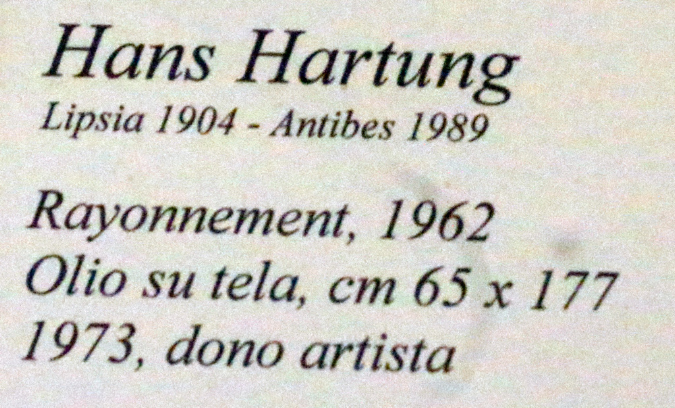 Hans Hartung
Lipsia 1904 - Antibes 1989
Rayonnement, 1962
Olio su tela, cm 65 x 177
1973, dono artista